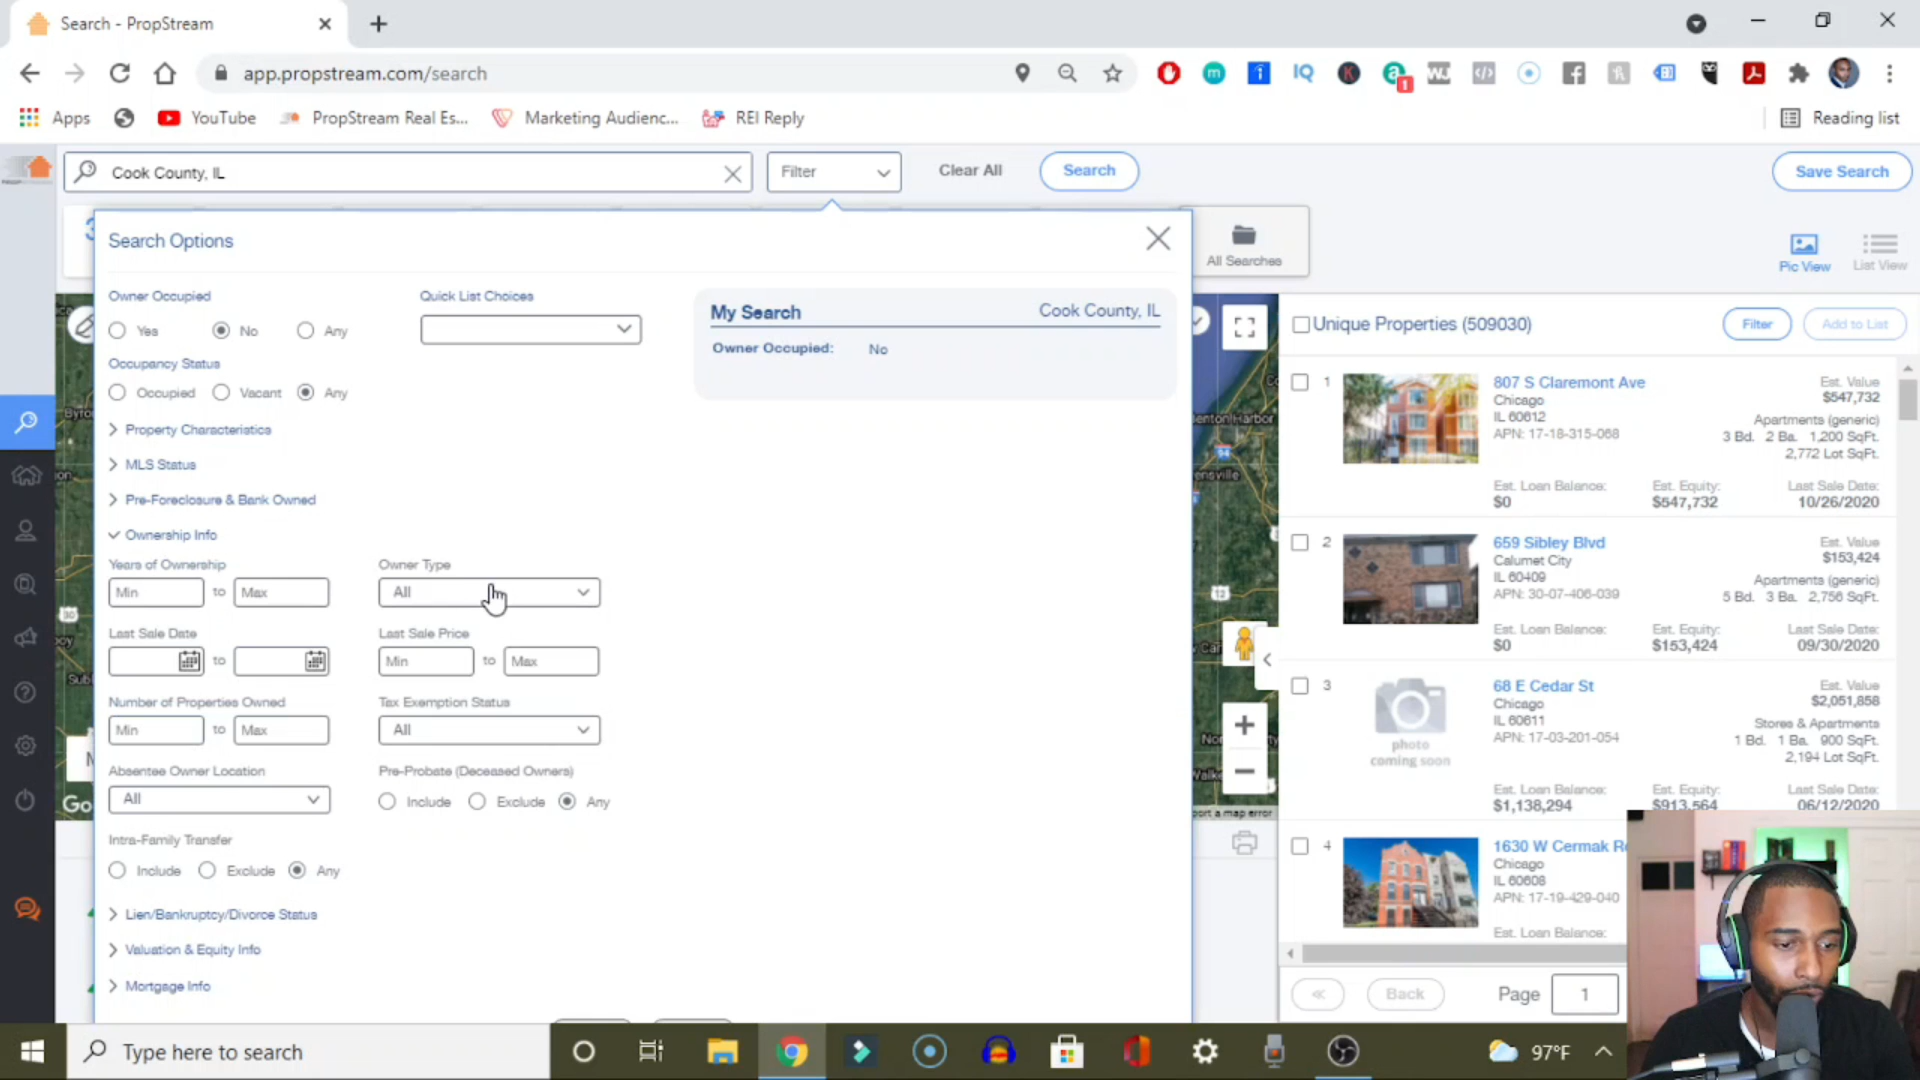 Search - PropStream
app.propstream.com/search
Apps
YouTube
PropStream Real Es...
Marketing Audienc...
REI Reply
Reading list
Cook County, IL
Filter
Clear All
Search
Save Search
Search Options
All Searches
Pic View
List View
Owner Occupied
Yes
No
Any
Quick List Choices
Occupancy Status
Occupied
Vacant
Any
My Search
Cook County, IL
Owner Occupied:
No
Property Characteristics
MLS Status
Pre-Foreclosure & Bank Owned
Ownership Info
Years of Ownership
Min
to
Max
Owner Type
All
Last Sale Date
to
Last Sale Price
Min
to
Max
Number of Properties Owned
Min
to
Max
Tax Exemption Status
All
Absentee Owner Location
All
Pre-Probate (Deceased Owners)
Include
Exclude
Any
Intra-Family Transfer
Include
Exclude
Any
Lien/Bankruptcy/Divorce Status
Valuation & Equity Info
Mortgage Info
Unique Properties (509030)
Filter
Add to List
1
807 S Claremont Ave
Chicago
IL 60612
APN: 17-18-315-068
Est. Value
$547,732
Apartments (generic)
3 Bd. 2 Ba. 1,200 SqFt.
2,772 Lot SqFt.
Est. Loan Balance:
$0
Est. Equity:
$547,732
Last Sale Date:
10/26/2020
2
659 Sibley Blvd
Calumet City
IL 60409
APN: 30-07-406-039
Est. Value
$153,424
Apartments (generic)
5 Bd. 3 Ba. 2,756 SqFt.
Est. Loan Balance:
$0
Est. Equity:
$153,424
Last Sale Date:
09/30/2020
3
photo
coming soon
68 E Cedar St
Chicago
IL 60611
APN: 17-03-201-054
Est. Value
$2,051,858
Stores & Apartments
1 Bd. 1 Ba. 900 SqFt.
2,194 Lot SqFt.
Est. Loan Balance:
$1,138,294
Est. Equity:
$913,564
Last Sale Date:
06/12/2020
4
1630 W Cermak R
Chicago
IL 60608
APN: 17-19-429-040
Est. Loan Balance:
Back
Page
1
Type here to search
97°F